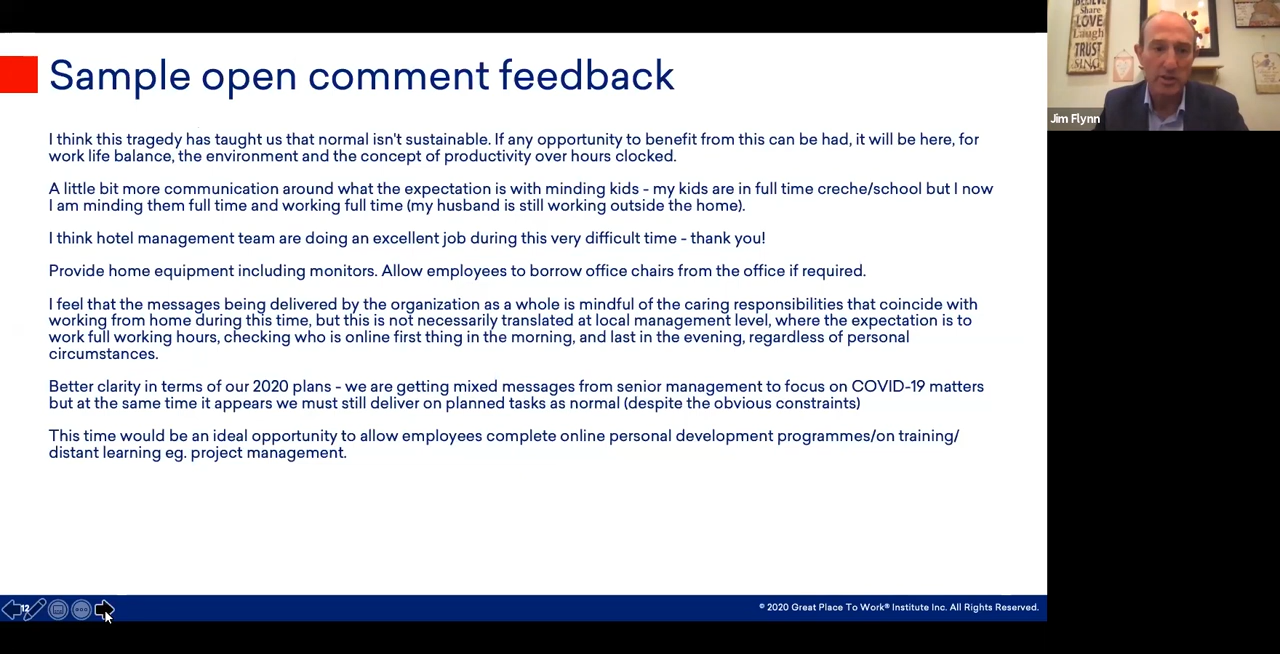 Sample open comment feedback
I think this tragedy has taught us that normal isn't sustainable. If any opportunity to benefit from this can be had, it will be here, for
work life balance, the environment and the concept of productivity over hours clocked.
A little bit more communication around what the expectation is with minding kids - my kids are in full time creche/school but I now
I am minding them full time and working full time (my husband is still working outside the home).
I think hotel management team are doing an excellent job during this very difficult time - thank you!
Provide home equipment including monitors. Allow employees to borrow office chairs from the office if required.
I feel that the messages being delivered by the organization as a whole is mindful of the caring responsibilities that coincide with
working from home during this time, but this is not necessarily translated at local management level, where the expectation is to
work full working hours, checking who is online first thing in the morning, and last in the evening, regardless of personal
circumstances.
Better clarity in terms of our 2020 plans - we are getting mixed messages from senior management to focus on COVID-19 matters
but at the same time it appears we must still deliver on planned tasks as normal (despite the obvious constraints)
This time would be an ideal opportunity to allow employees complete online personal development programmes/on training/
distant learning eg. project management.
12
© 2020 Great Place To Work® Institute Inc. All Rights Reserved.
Share
LOVE
Laugh
TRUST
SING
Jim Flynn